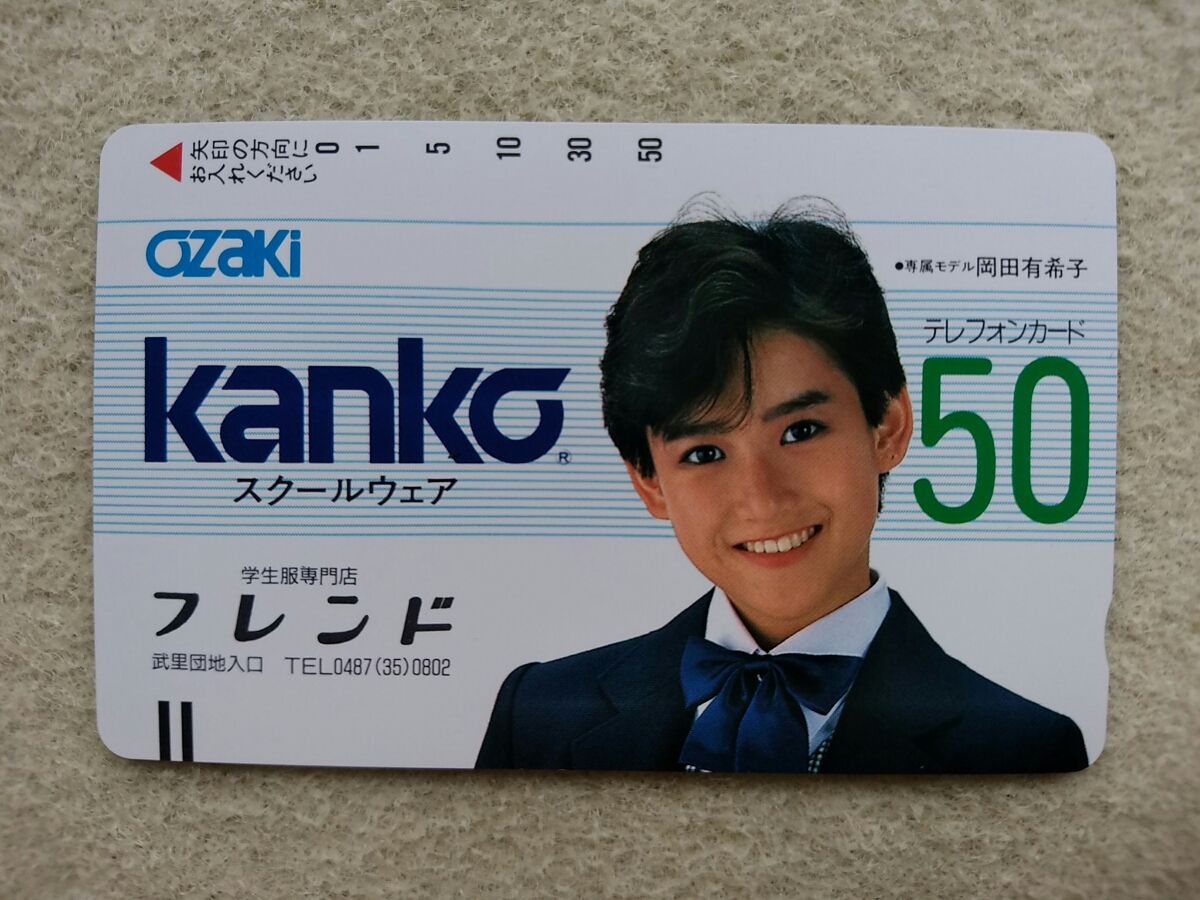 矢印の方向に
お入れください
0 1 5 10 30 50
OZAKI
●専属モデル岡田有希子
テレフォンカード
50
kanko®
スクールウェア
学生服専門店
フレンド
武里団地入口 TEL0487(35)0802